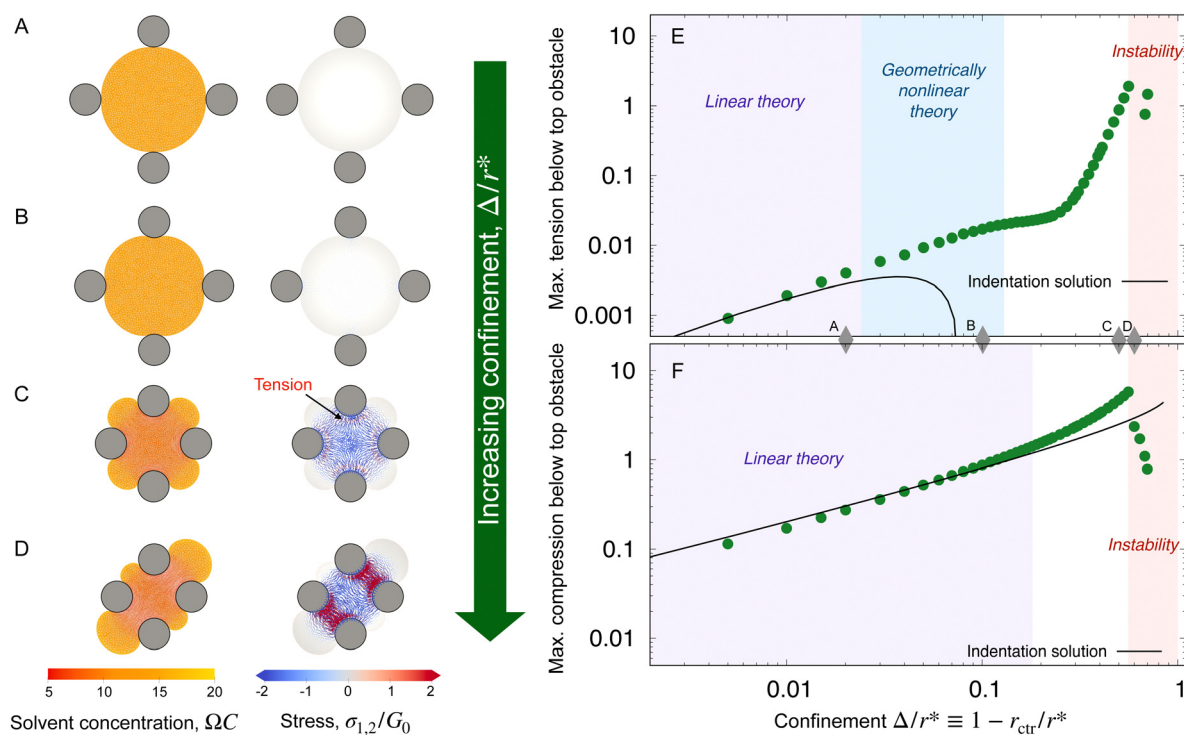 A
B
C
D
Tension
Increasing confinement, Δ/r*
5 10 15 20
Solvent concentration, ΩC
-2 -1 0 1 2
Stress, σ1,2/G0
E
Max. tension below top obstacle
10
1
0.1
0.01
0.001
Linear theory
Geometrically
nonlinear
theory
Instability
Indentation solution
A B C D
F
Max. compression below top obstacle
10
1
0.1
0.01
Linear theory
Instability
Indentation solution
0.01 0.1 1
Confinement Δ/r* ≡ 1 − rctr/r*